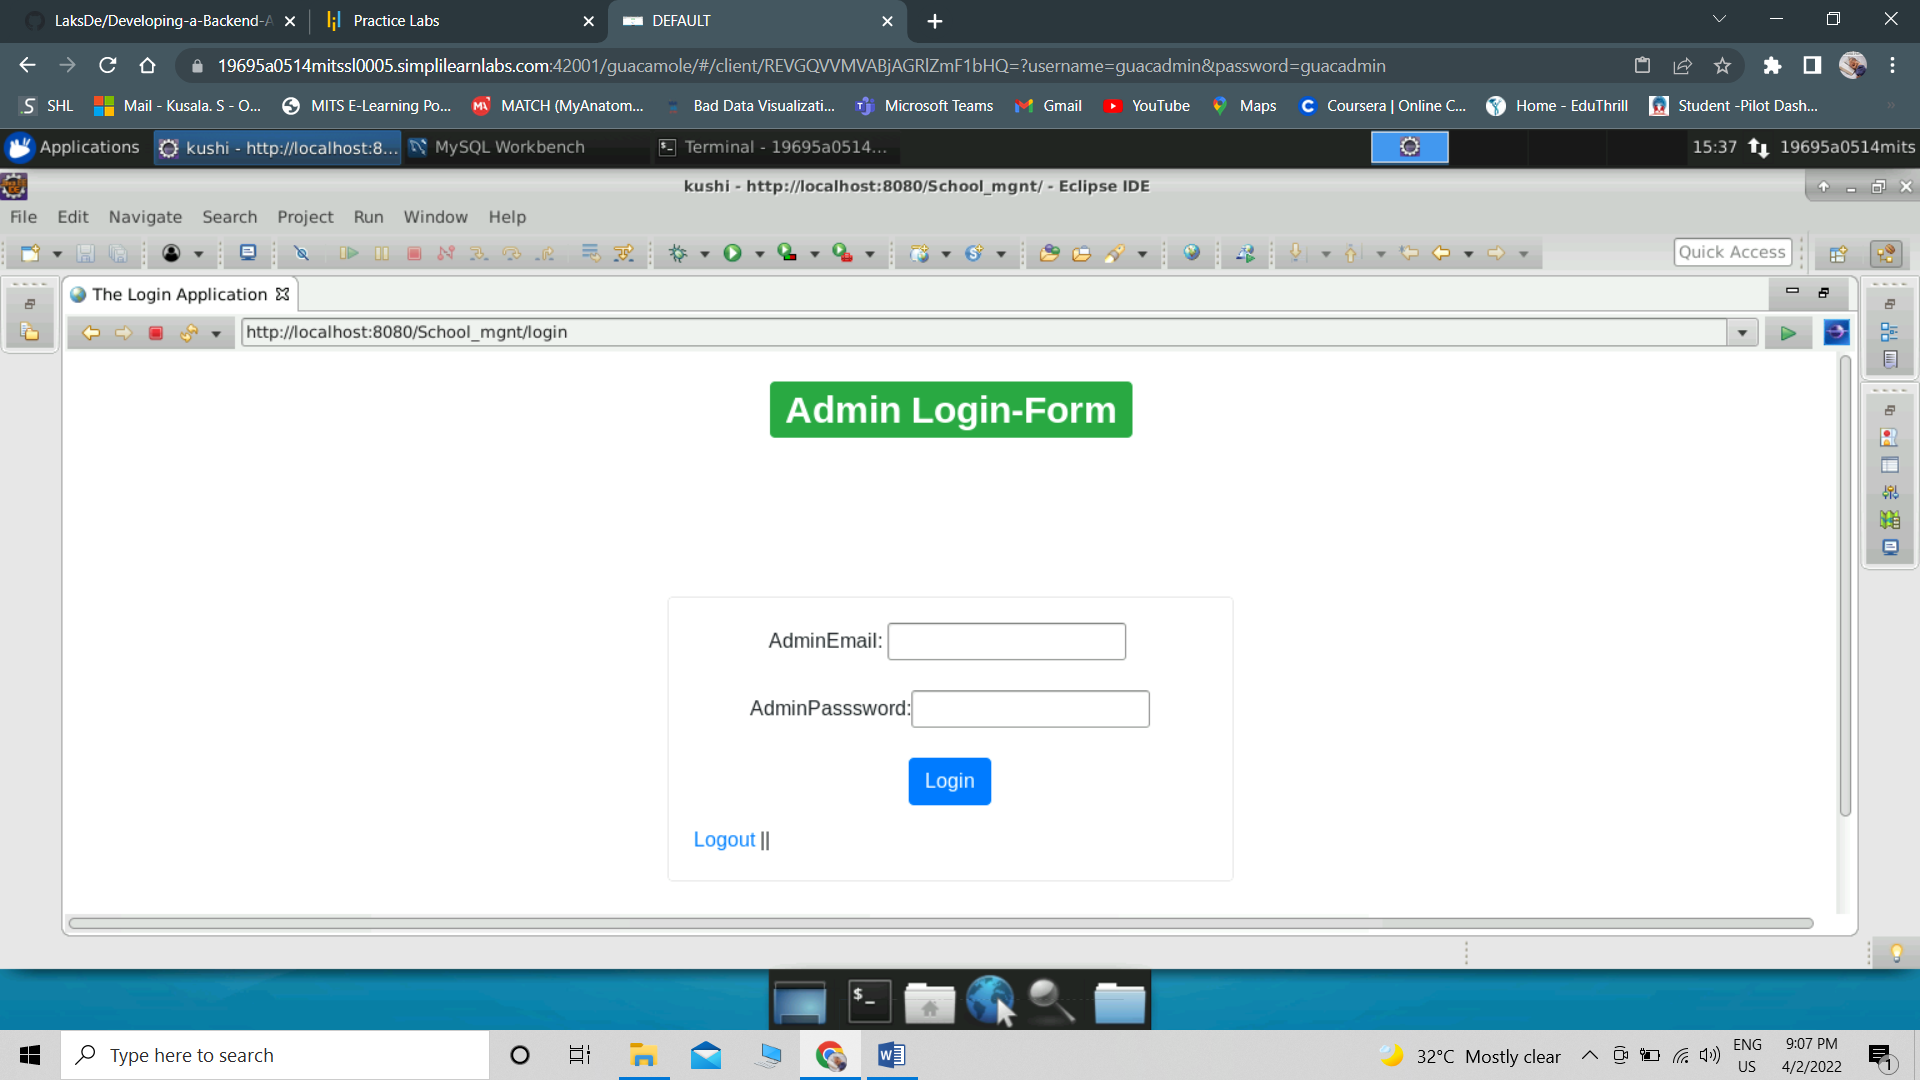 LaksDe/Developing-a-Backend-A
Practice Labs
DEFAULT
19695a0514mitssl0005.simplilearnlabs.com:42001/guacamole/#/client/REVGQVVMVABjAGRlZmF1bHQ=?username=guacadmin&password=guacadmin
SHL
Mail - Kusala. S - O...
MITS E-Learning Po...
MATCH (MyAnatom...
Bad Data Visualizati...
Microsoft Teams
Gmail
YouTube
Maps
Coursera | Online C...
Home - EduThrill
Student -Pilot Dash...
Applications
kushi - http://localhost:8...
MySQL Workbench
Terminal - 19695a0514...
15:37
19695a0514mits
kushi - http://localhost:8080/School_mgnt/ - Eclipse IDE
File Edit Navigate Search Project Run Window Help
Quick Access
The Login Application
http://localhost:8080/School_mgnt/login
Admin Login-Form
AdminEmail:
AdminPasssword:
Login
Logout ||
Type here to search
32°C Mostly clear
ENG
US
9:07 PM
4/2/2022
1